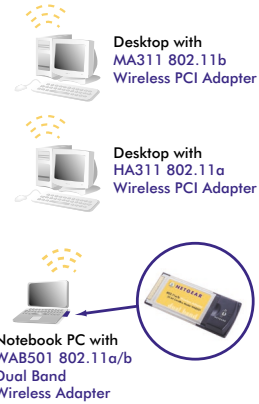 Desktop with
MA311 802.11b
Wireless PCI Adapter
Desktop with
HA311 802.11a
Wireless PCI Adapter
NETGEAR
Notebook PC with
WAB501 802.11a/b
Dual Band
Wireless Adapter